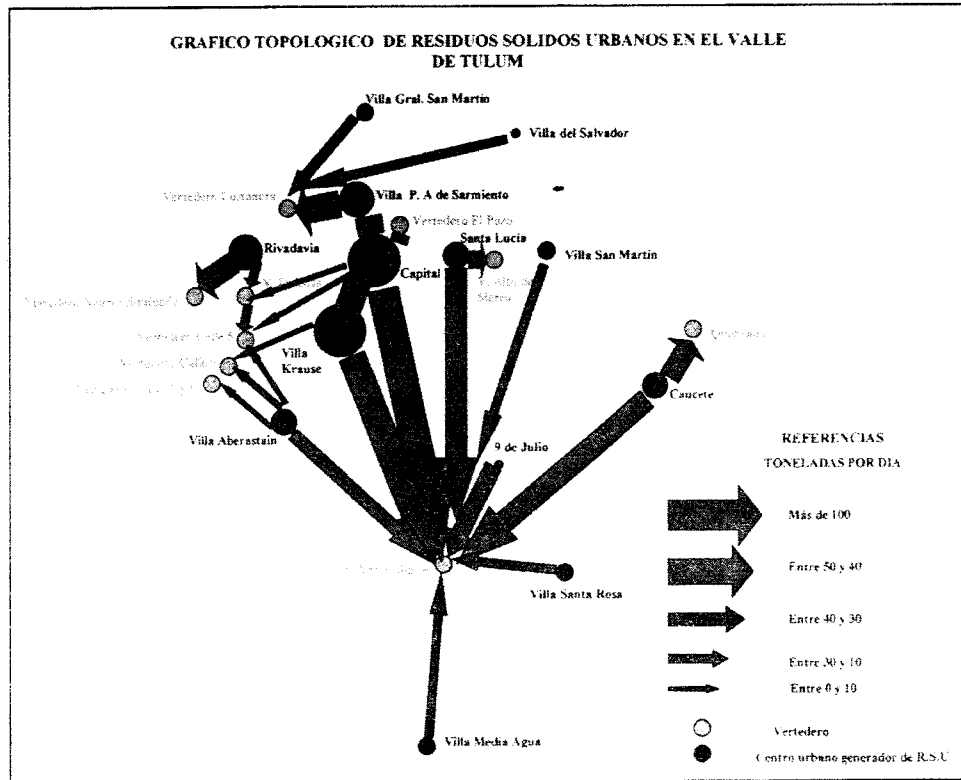 GRAFICO TOPOLOGICO DE RESIDUOS SOLIDOS URBANOS EN EL VALLE
DE TULUM
Villa Gral. San Martín
Villa del Salvador
Villa P. A de Sarmiento
Vertedero El Pozo
Rivadavia
Capital
Santa Lucía
Villa San Martín
Villa
Krause
Caucete
Villa Aberastain
9 de Julio
Villa Santa Rosa
Villa Media Agua
REFERENCIAS
TONELADAS POR DIA
Más de 100
Entre 50 y 40
Entre 40 y 30
Entre 30 y 10
Entre 0 y 10
Vertedero
Centro urbano generador de R.S.U